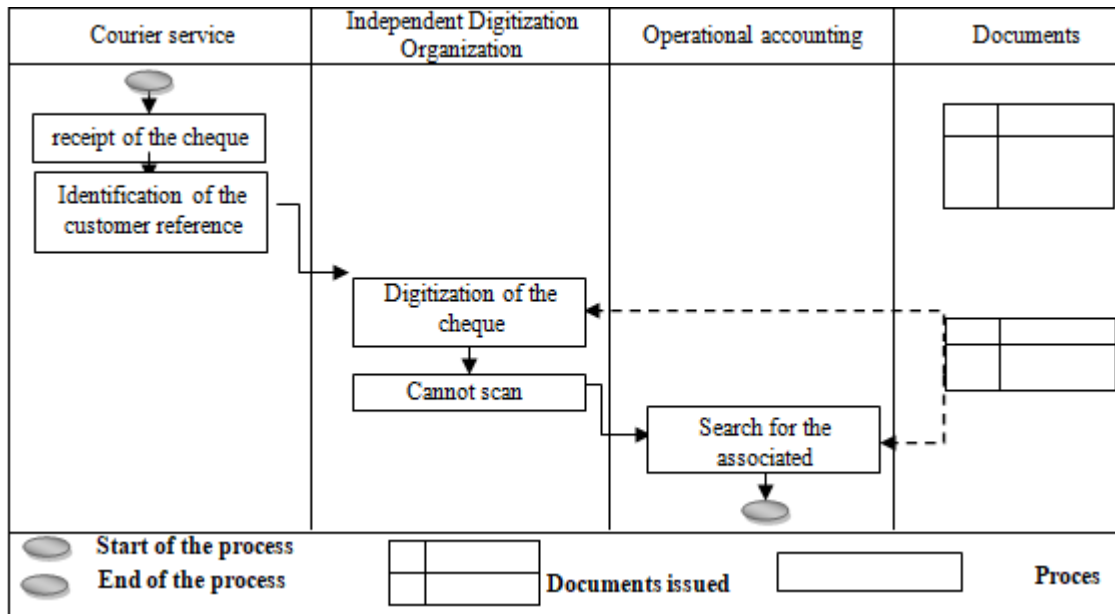 Courier service
Independent Digitization
Organization
Operational accounting
Documents
receipt of the cheque
Identification of the
customer reference
Digitization of the
cheque
Cannot scan
Search for the
associated
Start of the process
End of the process
Documents issued
Proces